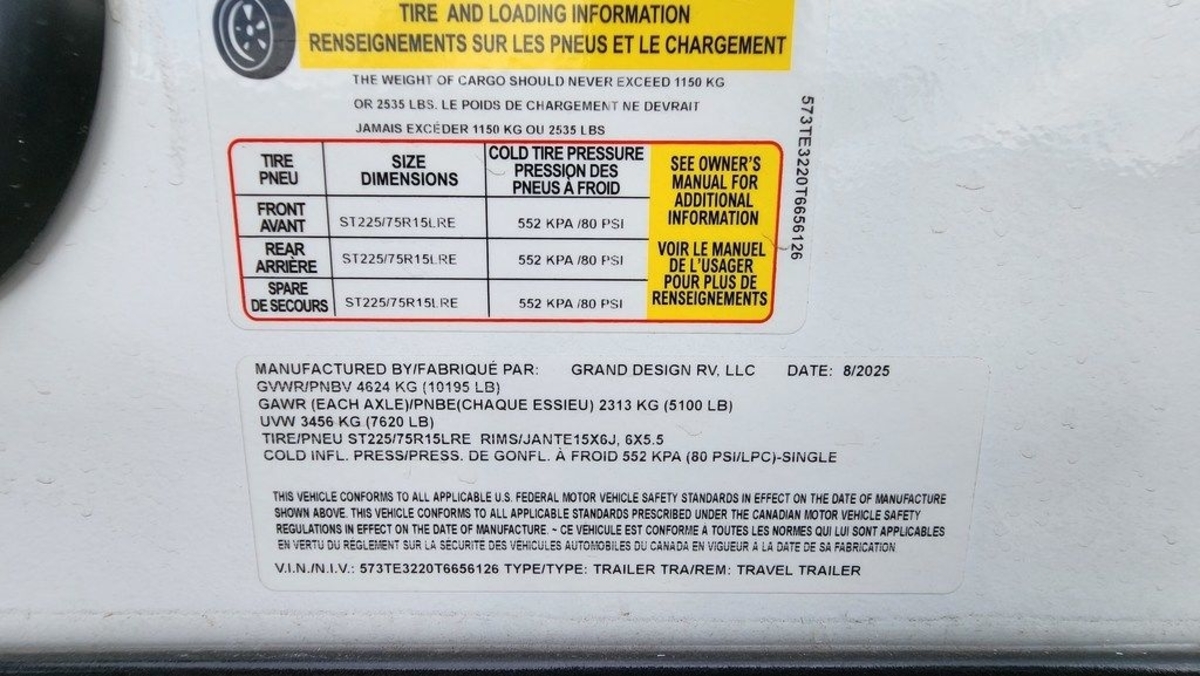 TIRE AND LOADING INFORMATION
RENSEIGNEMENTS SUR LES PNEUS ET LE CHARGEMENT
THE WEIGHT OF CARGO SHOULD NEVER EXCEED 1150 KG
OR 2535 LBS. LE POIDS DE CHARGEMENT NE DEVRAIT
JAMAIS EXCÉDER 1150 KG OU 2535 LBS
TIRE
PNEU
SIZE
DIMENSIONS
COLD TIRE PRESSURE
PRESSION DES
PNEUS À FROID
FRONT
AVANT
ST225/75R15LRE
552 KPA /80 PSI
REAR
ARRIÈRE
ST225/75R15LRE
552 KPA /80 PSI
SPARE
DE SECOURS
ST225/75R15LRE
552 KPA /80 PSI
SEE OWNER'S
MANUAL FOR
ADDITIONAL
INFORMATION
VOIR LE MANUEL
DE L'USAGER
POUR PLUS DE
RENSEIGNEMENTS
573TE3220T6656126
MANUFACTURED BY/FABRIQUÉ PAR: GRAND DESIGN RV, LLC DATE: 8/2025
GVWR/PNBV 4624 KG (10195 LB)
GAWR (EACH AXLE)/PNBE(CHAQUE ESSIEU) 2313 KG (5100 LB)
UVW 3456 KG (7620 LB)
TIRE/PNEU ST225/75R15LRE RIMS/JANTE15X6J, 6X5.5
COLD INFL. PRESS/PRESS. DE GONFL. À FROID 552 KPA (80 PSI/LPC)-SINGLE
THIS VEHICLE CONFORMS TO ALL APPLICABLE U.S. FEDERAL MOTOR VEHICLE SAFETY STANDARDS IN EFFECT ON THE DATE OF MANUFACTURE
SHOWN ABOVE. THIS VEHICLE CONFORMS TO ALL APPLICABLE STANDARDS PRESCRIBED UNDER THE CANADIAN MOTOR VEHICLE SAFETY
REGULATIONS IN EFFECT ON THE DATE OF MANUFACTURE. ~ CE VÉHICULE EST CONFORME À TOUTES LES NORMES QUI LUI SONT APPLICABLES
EN VERTU DU RÈGLEMENT SUR LA SÉCURITÉ DES VÉHICULES AUTOMOBILES DU CANADA EN VIGUEUR À LA DATE DE SA FABRICATION
V.I.N./N.I.V.: 573TE3220T6656126 TYPE/TYPE: TRAILER TRA/REM: TRAVEL TRAILER